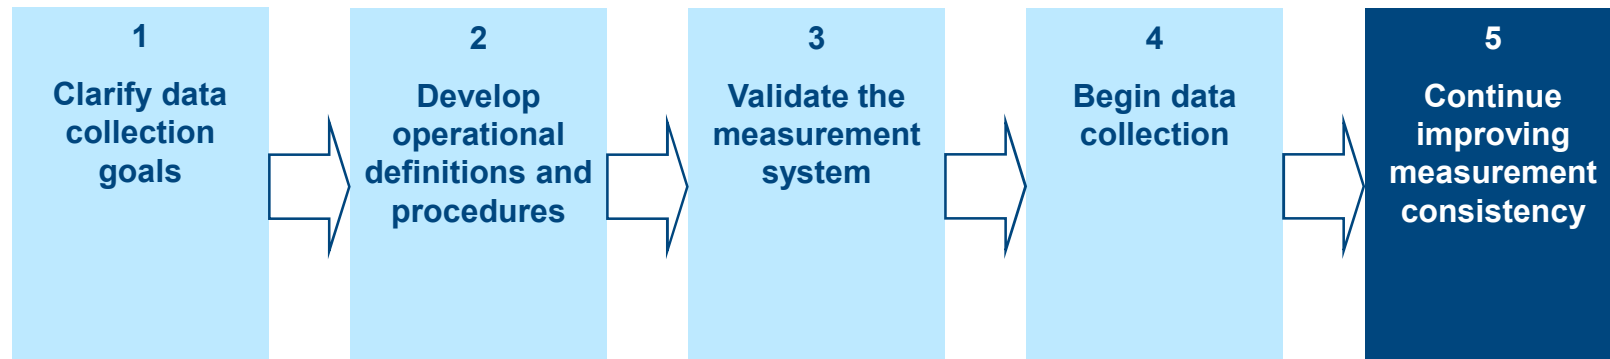 1
Clarify data
collection
goals
2
Develop
operational
definitions and
procedures
3
Validate the
measurement
system
4
Begin data
collection
5
Continue
improving
measurement
consistency